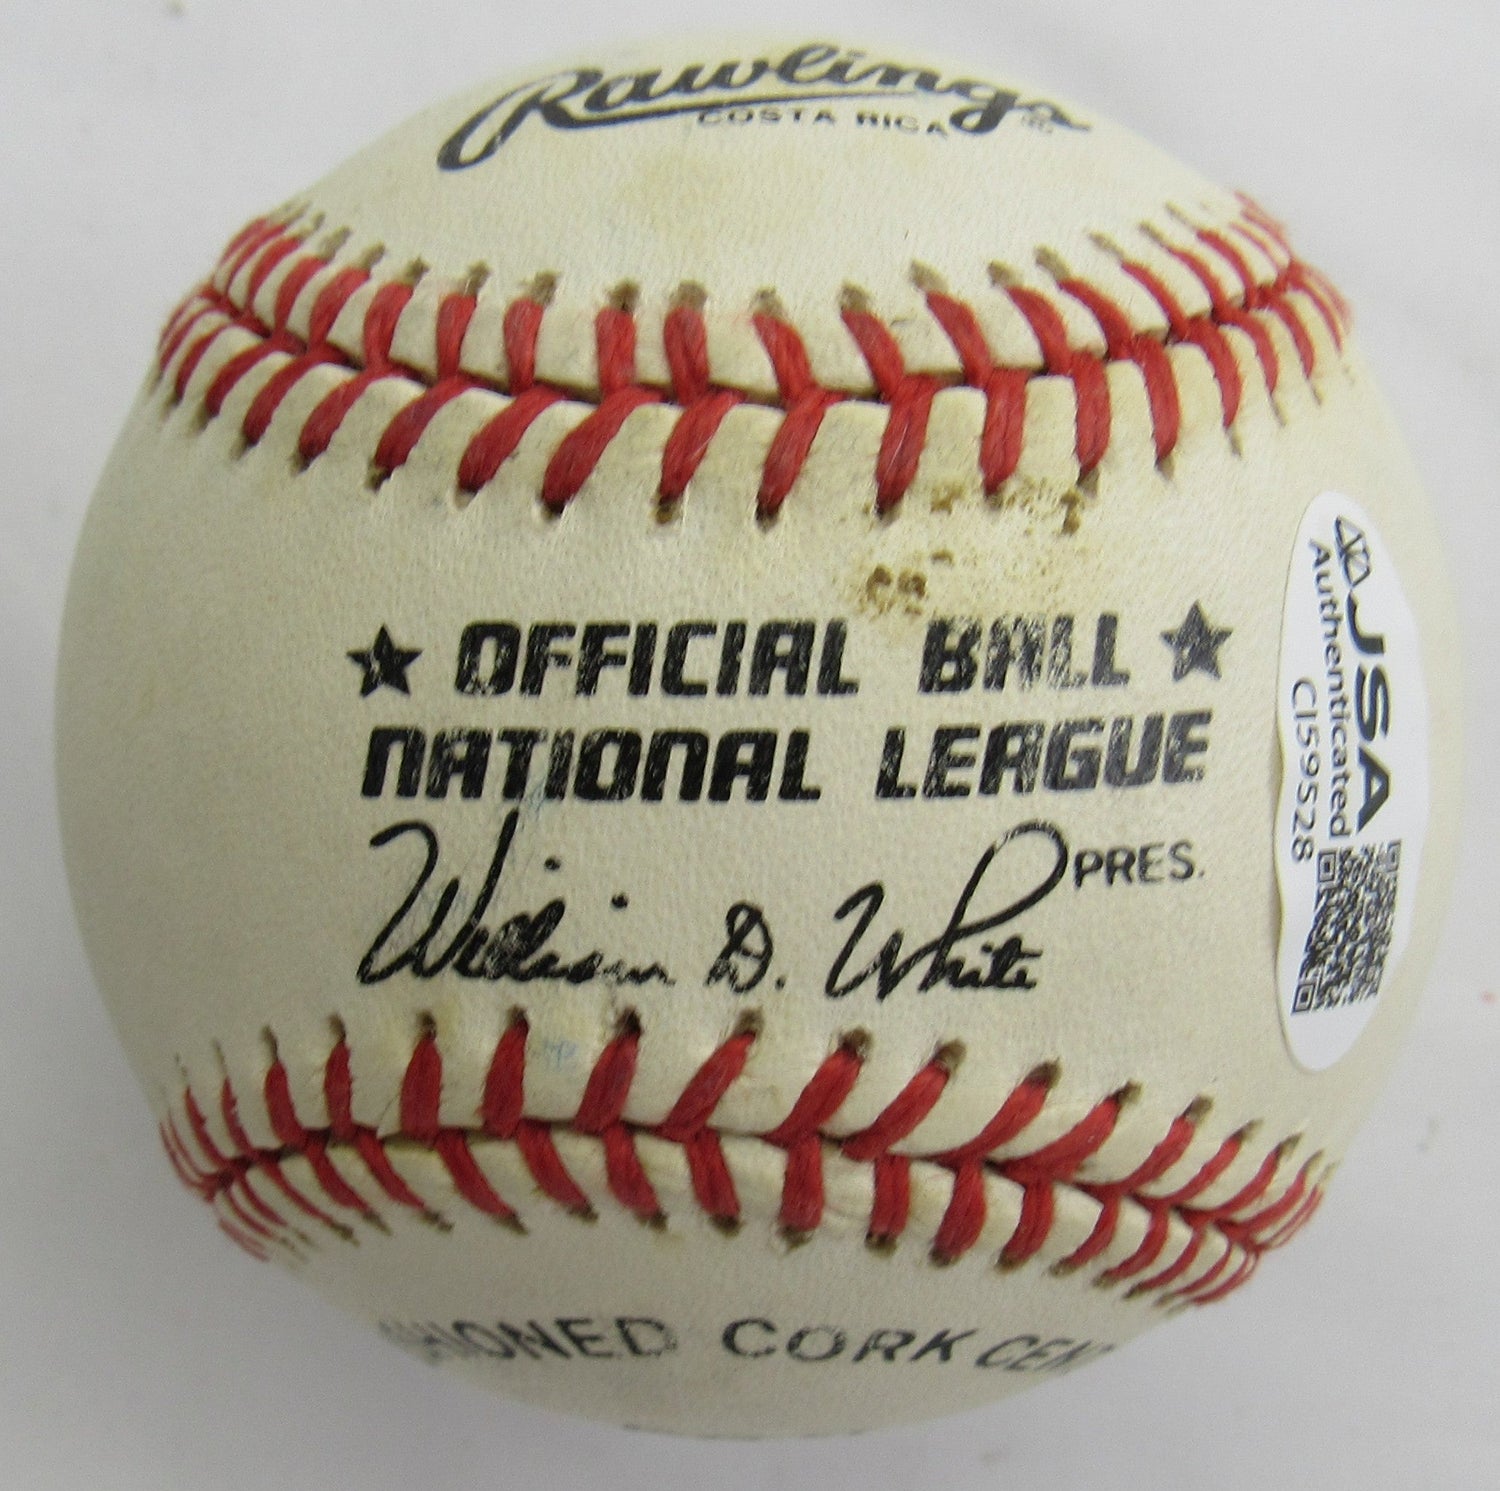 Rawlings®
COSTA RICA
★ OFFICIAL BALL ★
NATIONAL LEAGUE
William D. White PRES.
CORK
JSA
Authenticated
CI59528